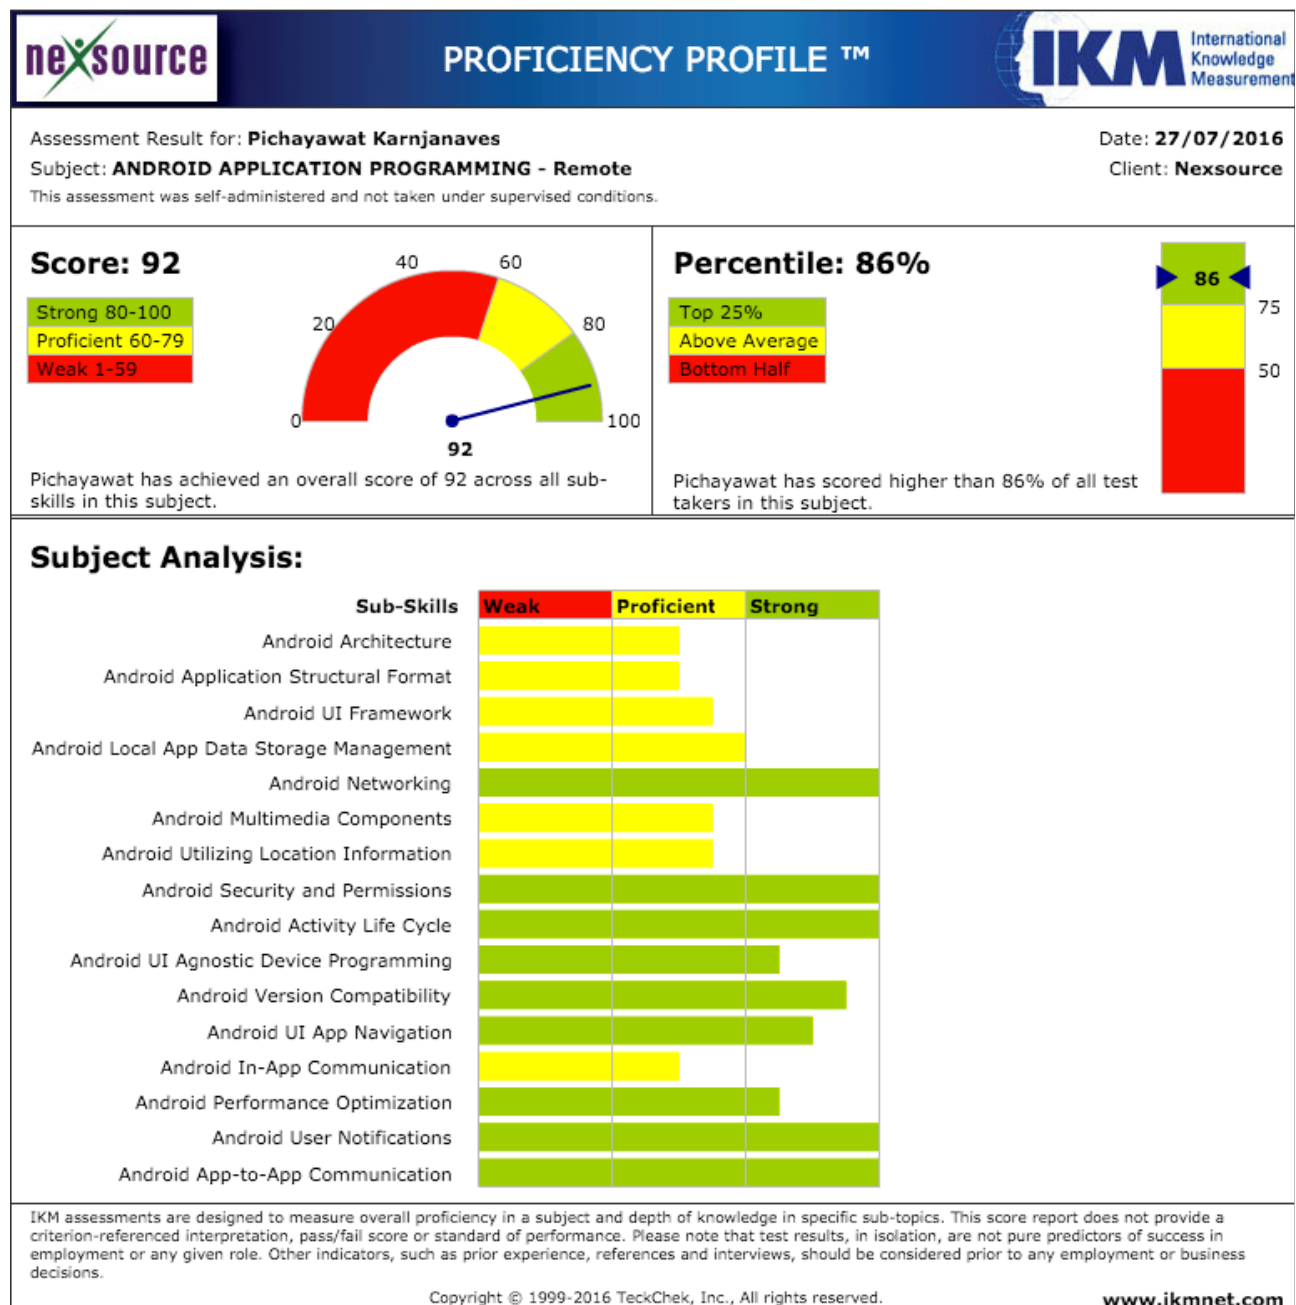 nexsource
PROFICIENCY PROFILE ™
IKM International
Knowledge
Measurement
Assessment Result for: Pichayawat Karnjanaves
Date: 27/07/2016
Subject: ANDROID APPLICATION PROGRAMMING - Remote
Client: Nexsource
This assessment was self-administered and not taken under supervised conditions.
Score: 92
Strong 80-100
Proficient 60-79
Weak 1-59
0
20
40
60
80
100
92
Pichayawat has achieved an overall score of 92 across all sub-
skills in this subject.
Percentile: 86%
Top 25%
Above Average
Bottom Half
86
75
50
Pichayawat has scored higher than 86% of all test
takers in this subject.
Subject Analysis:
Sub-Skills Weak Proficient Strong
Android Architecture
Android Application Structural Format
Android UI Framework
Android Local App Data Storage Management
Android Networking
Android Multimedia Components
Android Utilizing Location Information
Android Security and Permissions
Android Activity Life Cycle
Android UI Agnostic Device Programming
Android Version Compatibility
Android UI App Navigation
Android In-App Communication
Android Performance Optimization
Android User Notifications
Android App-to-App Communication
IKM assessments are designed to measure overall proficiency in a subject and depth of knowledge in specific sub-topics. This score report does not provide a
criterion-referenced interpretation, pass/fail score or standard of performance. Please note that test results, in isolation, are not pure predictors of success in
employment or any given role. Other indicators, such as prior experience, references and interviews, should be considered prior to any employment or business
decisions.
Copyright © 1999-2016 TeckChek, Inc., All rights reserved.
www.ikmnet.com